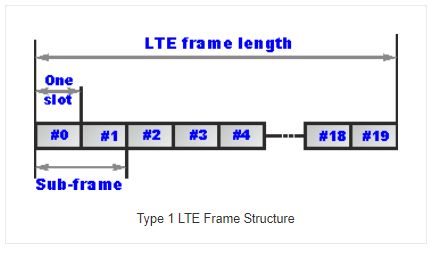 LTE frame length
One
slot
#0 #1 #2 #3 #4 #18 #19
Sub-frame
Type 1 LTE Frame Structure